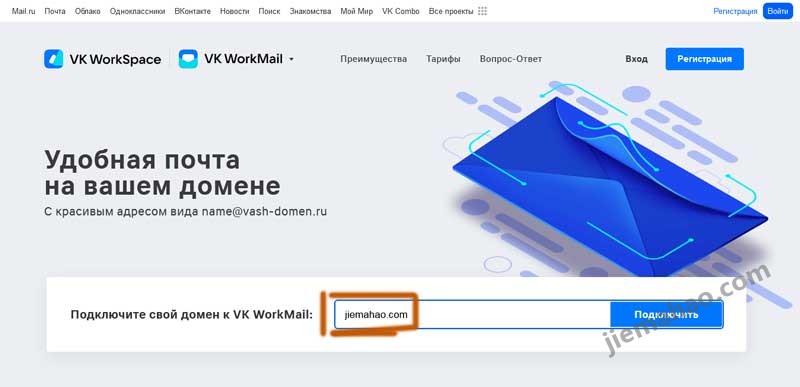 Mail.ru Почта Облако Одноклассники ВКонтакте Новости Поиск Знакомства Мой Мир VK Combo Все проекты Регистрация Войти
VK WorkSpace VK WorkMail Преимущества Тарифы Вопрос-Ответ Вход Регистрация
Удобная почта
на вашем домене
С красивым адресом вида name@vash-domen.ru
Подключите свой домен к VK WorkMail: jiemahao.com Подключить
jiemahao.com